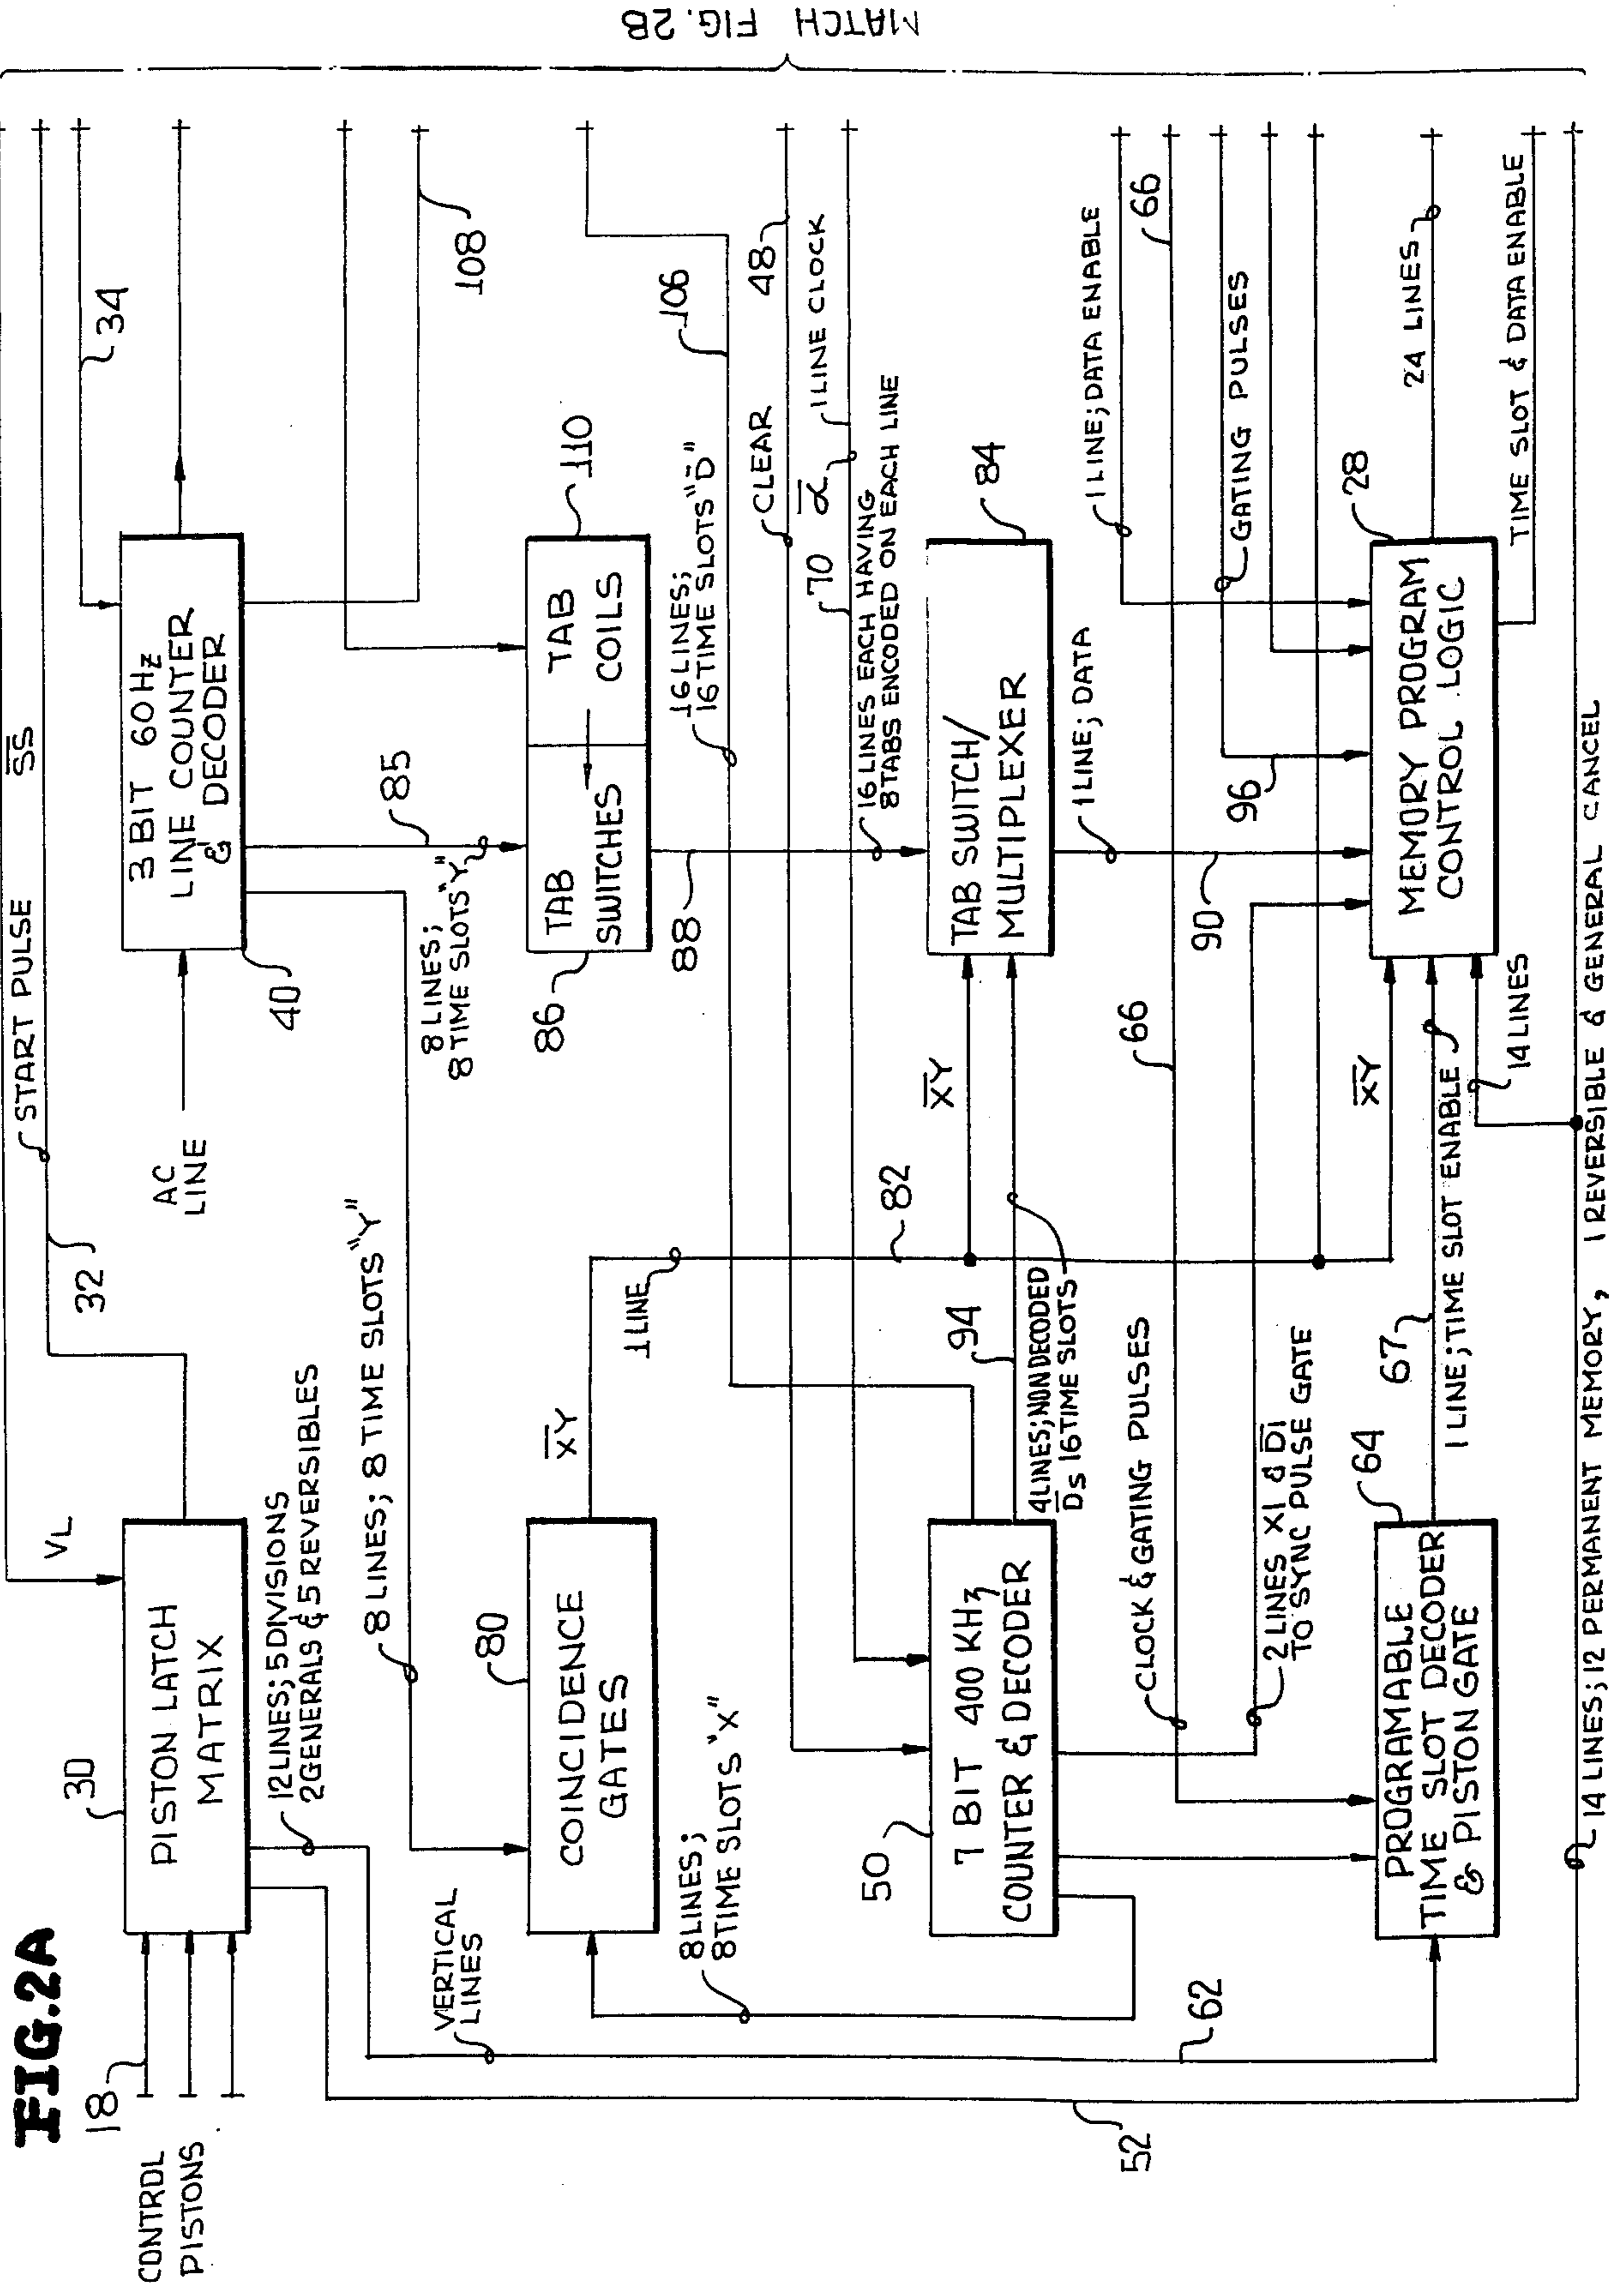 FIG.2A
MATCH FIG. 2B
CONTROL
PISTONS
18
30
PISTON LATCH
MATRIX
VL
32
START PULSE
SS
34
AC
LINE
40
3 BIT 60 Hz
LINE COUNTER
& DECODER
108
12 LINES; 5 DIVISIONS
2 GENERALS & 5 REVERSIBLES
8 LINES; 8 TIME SLOTS "Y"
8 LINES;
8 TIME SLOTS "Y"
85
86
TAB
SWITCHES
TAB
COILS
110
80
COINCIDENCE
GATES
X̅Y
1 LINE
82
88
16 LINES;
16 TIME SLOTS "D̅"
106
CLEAR
48
70
α̅
1 LINE CLOCK
16 LINES EACH HAVING
8 TABS ENCODED ON EACH LINE
VERTICAL
LINES
8 LINES;
8 TIME SLOTS "X"
50
7 BIT 400 KHz
COUNTER & DECODER
94
4 LINES; NON DECODED
D̅s 16 TIME SLOTS
X̅Y
TAB SWITCH/
MULTIPLEXER
84
1 LINE; DATA
90
1 LINE; DATA ENABLE
66
CLOCK & GATING PULSES
66
96
GATING PULSES
2 LINES X1 & D̅1
TO SYNC PULSE GATE
62
PROGRAMABLE
TIME SLOT DECODER
& PISTON GATE
64
67
1 LINE; TIME SLOT ENABLE
X̅Y
14 LINES
MEMORY PROGRAM
CONTROL LOGIC
28
24 LINES
TIME SLOT & DATA ENABLE
52
14 LINES; 12 PERMANENT MEMORY, 1 REVERSIBLE & GENERAL CANCEL